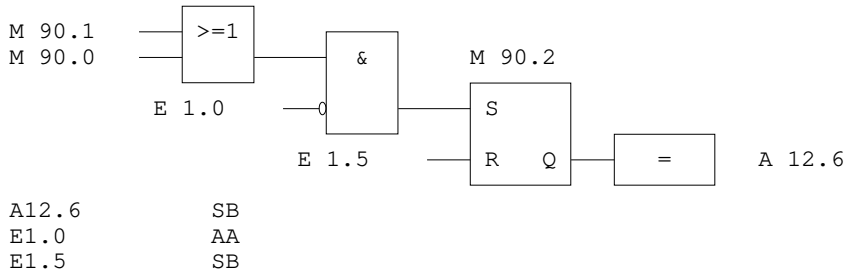 M 90.1 >=1
M 90.0 & M 90.2
E 1.0 S
E 1.5 R Q = A 12.6
A12.6 SB
E1.0 AA
E1.5 SB